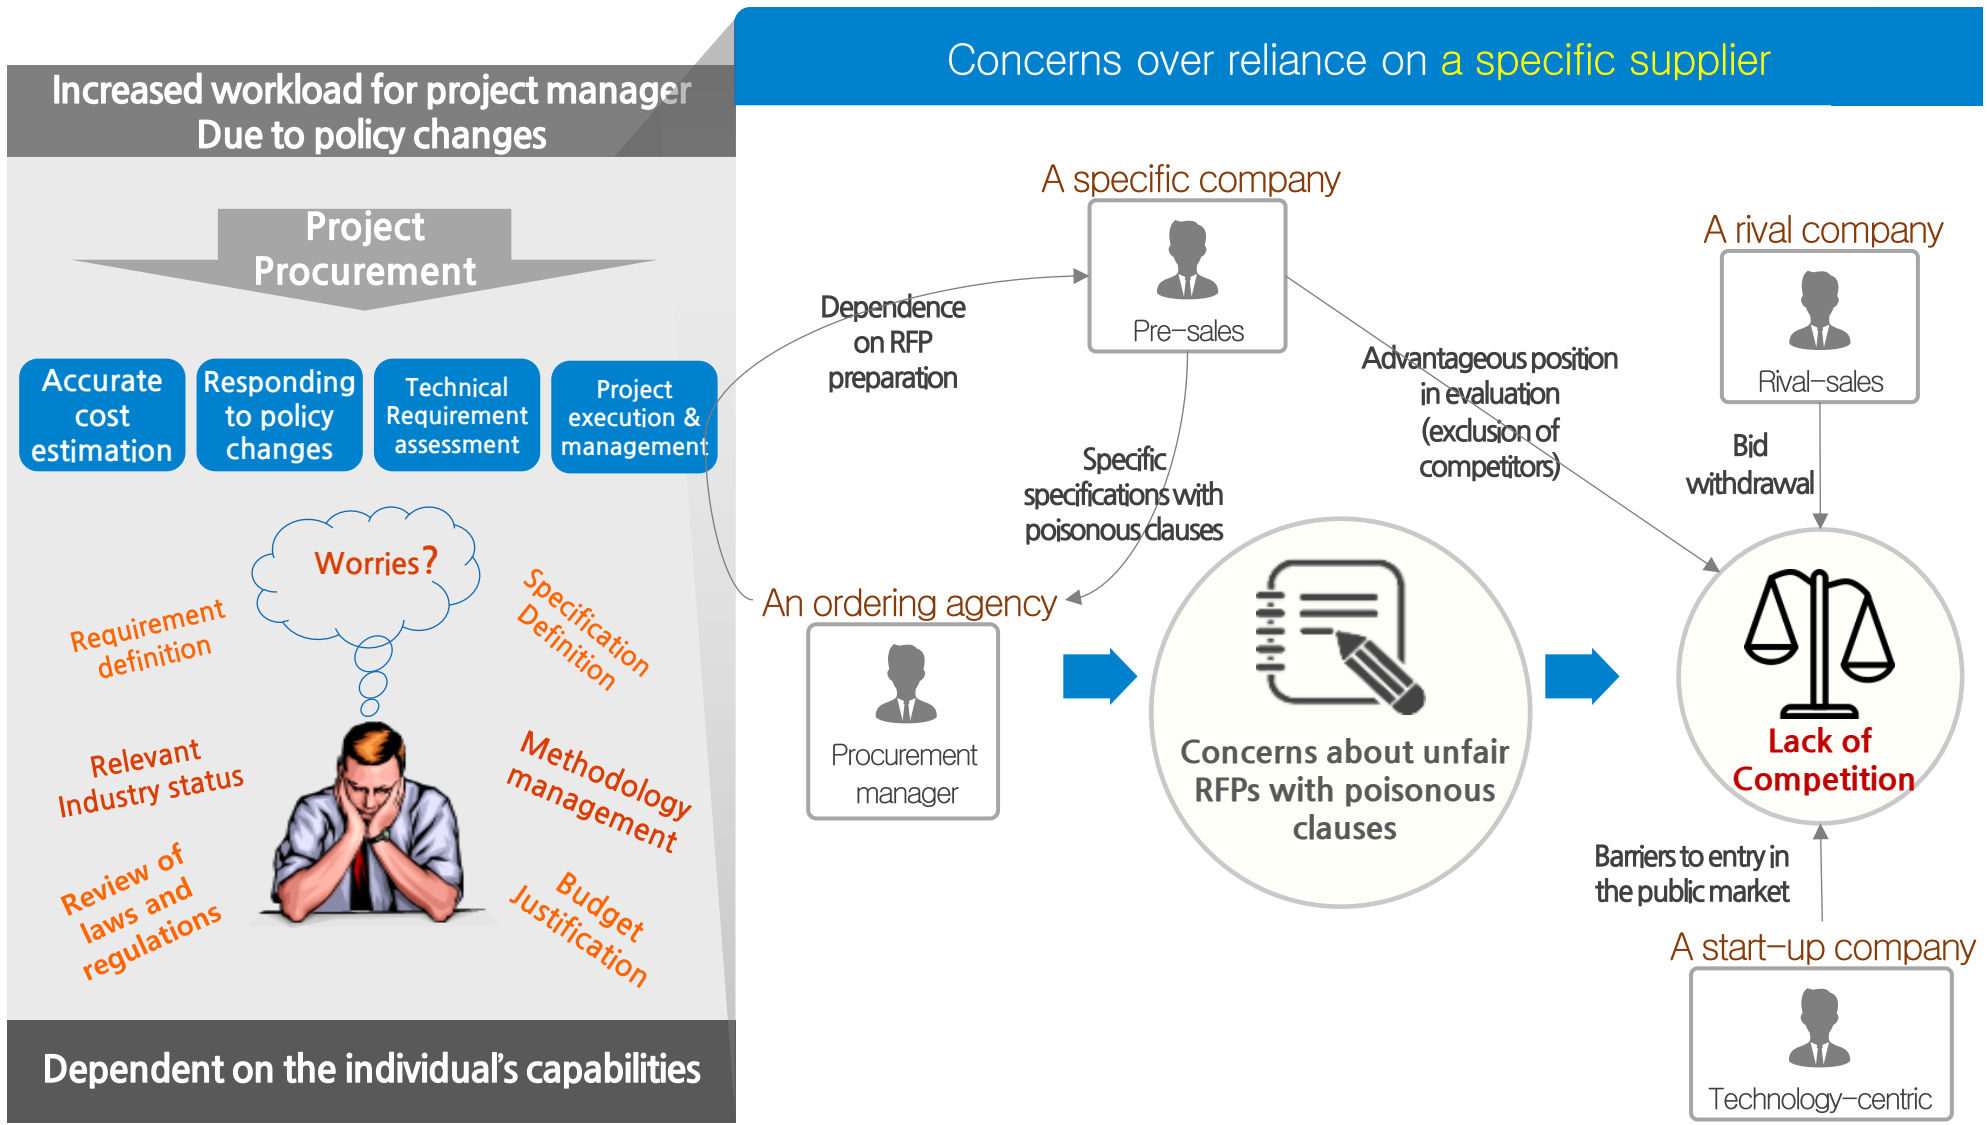 Increased workload for project manager
Due to policy changes
Project
Procurement
Accurate
cost
estimation
Responding
to policy
changes
Technical
Requirement
assessment
Project
execution &
management
Worries?
Requirement
definition
Specification
Definition
Relevant
Industry status
Methodology
management
Review of
laws and
regulations
Budget
Justification
Dependent on the individual's capabilities
Concerns over reliance on a specific supplier
A specific company
Pre-sales
A rival company
Rival-sales
Dependence
on RFP
preparation
Advantageous position
in evaluation
(exclusion of
competitors)
Bid
withdrawal
Specific
specifications with
poisonous clauses
An ordering agency
Procurement
manager
Concerns about unfair
RFPs with poisonous
clauses
Lack of
Competition
Barriers to entry in
the public market
A start-up company
Technology-centric